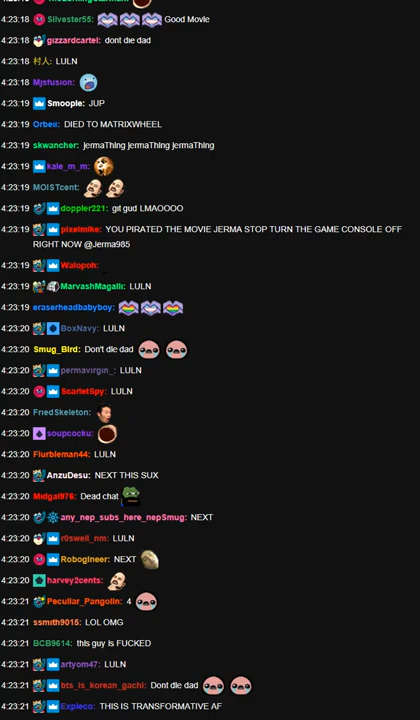 4:23:18 Silvester55: Good Movie
4:23:18 gizzardcartel: dont die dad
4:23:18 村人: LULN
4:23:18 Mjsfusion:
4:23:19 Smoople: JUP
4:23:19 Orbeii: DIED TO MATRIXWHEEL
4:23:19 skwancher: jermaThing jermaThing jermaThing
4:23:19 kale_m_m:
4:23:19 MOISTcent:
4:23:19 doppler221: git gud LMAOOOO
4:23:19 pixelmike: YOU PIRATED THE MOVIE JERMA STOP TURN THE GAME CONSOLE OFF
RIGHT NOW @Jerma985
4:23:19 Walopoh:
4:23:19 MarvashMagalli: LULN
4:23:19 eraserheadbabyboy:
4:23:20 BoxNavy: LULN
4:23:20 Smug_Bird: Don't die dad
4:23:20 permavirgin_: LULN
4:23:20 ScarletSpy: LULN
4:23:20 FriedSkeleton:
4:23:20 soupcocku:
4:23:20 Flurbleman44: LULN
4:23:20 AnzuDesu: NEXT THIS SUX
4:23:20 Midgal976: Dead chat
4:23:20 any_nep_subs_here_nepSmug: NEXT
4:23:20 r0swell_nm: LULN
4:23:20 Robogineer: NEXT
4:23:20 harvey2cents:
4:23:21 Peculiar_Pangolin: 4
4:23:21 ssmith9015: LOL OMG
4:23:21 BCB9614: this guy is FUCKED
4:23:21 artyom47: LULN
4:23:21 bts_is_korean_gachi: Dont die dad
4:23:21 Expleco: THIS IS TRANSFORMATIVE AF